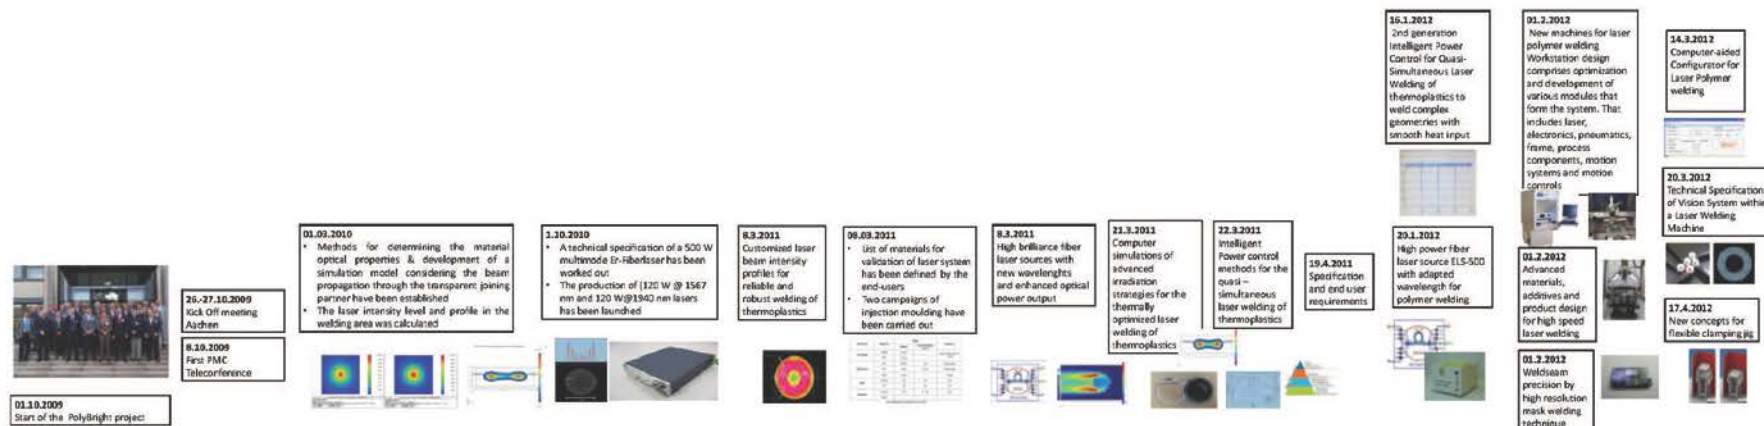 26.-27.10.2009
Kick Off meeting
Aachen
8.10.2009
First PMC
Teleconference
01.10.2009
Start of the PolyBright project
01.03.2010
• Methods for determining the material
optical properties & development of a
simulation model considering the beam
propagation through the transparent joining
partner have been established
• The laser intensity level and profile in the
welding area was calculated
1.10.2010
• A technical specification of a 500 W
multimode Er-Fiberlaser has been
worked out
• The production of (120 W @ 1567
nm and 120 W@1940 nm lasers
has been launched
8.3.2011
Customized laser
beam intensity
profiles for
reliable and
robust welding of
thermoplastics
08.03.2011
• List of materials for
validation of laser system
has been defined by the
end-users
• Two campaigns of
injection moulding have
been carried out
8.3.2011
High brilliance fiber
laser sources with
new wavelenghts
and enhanced optical
power output
21.3.2011
Computer
simulations of
advanced
irradiation
strategies for the
thermally
optimized laser
welding of
thermoplastics
22.3.2011
Intelligent
Power control
methods for the
quasi –
simultaneous
laser welding of
thermoplastics
19.4.2011
Specification
and end user
requirements
16.1.2012
2nd generation
Intelligent Power
Control for Quasi-
Simultaneous Laser
Welding of
thermoplastics to
weld complex
geometries with
smooth heat input
20.1.2012
High power fiber
laser source ELS-500
with adapted
wavelength for
polymer welding
01.2.2012
New machines for laser
polymer welding
Workstation design
comprises optimization
and development of
various modules that
form the system. That
includes laser,
electronics, pneumatics,
frame, process
components, motion
systems and motion
controls
01.2.2012
Advanced
materials,
additives and
product design
for high speed
laser welding
01.2.2012
Weldseam
precision by
high resolution
mask welding
technique
14.3.2012
Computer-aided
Configurator for
Laser Polymer
welding
20.3.2012
Technical Specification
of Vision System within
a Laser Welding
Machine
17.4.2012
New concepts for
flexible clamping jig